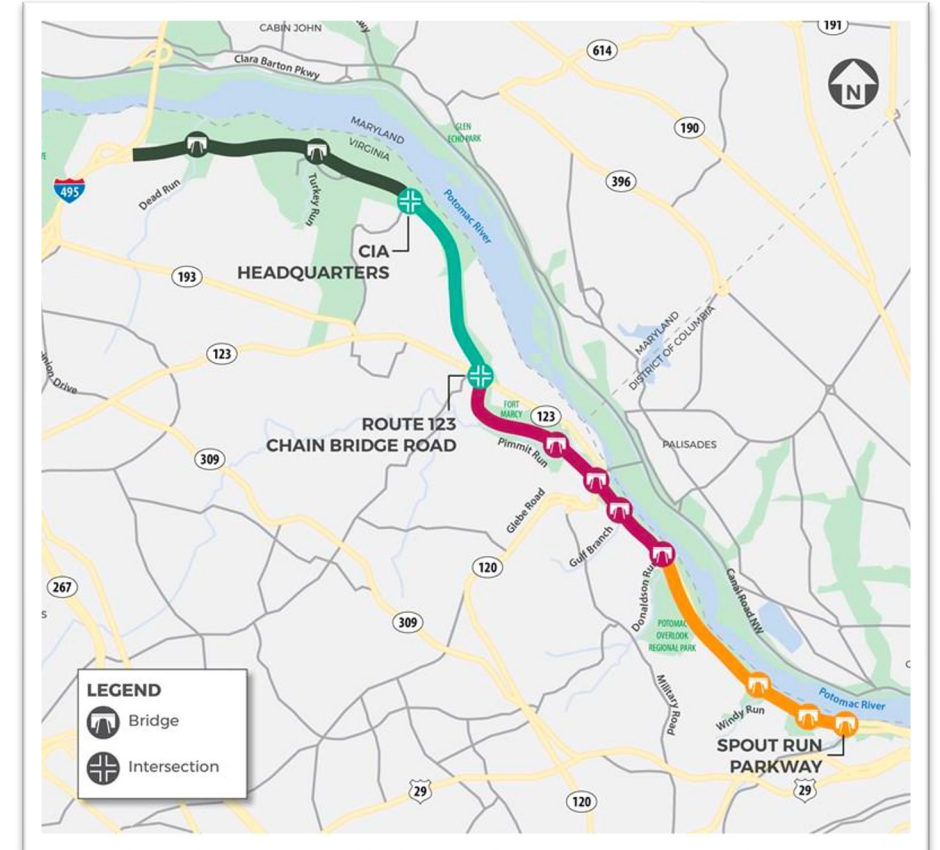 191
CABIN JOHN
614
Clara Barton Pkwy
N
MARYLAND
VIRGINIA
GLEN
ECHO PARK
190
495
Dead Run
Turkey Run
396
Potomac River
CIA
HEADQUARTERS
193
MARYLAND
DISTRICT OF COLUMBIA
123
ROUTE 123
CHAIN BRIDGE ROAD
FORT
MARCY
123
Pimmit Run
PALISADES
309
Glebe Road
Gulf Branch
120
267
Donaldson Run
Canal Road NW
309
POTOMAC
OVERLOOK
REGIONAL PARK
Military Road
Windy Run
Potomac River
SPOUT RUN
PARKWAY
LEGEND
Bridge
Intersection
29
120
29